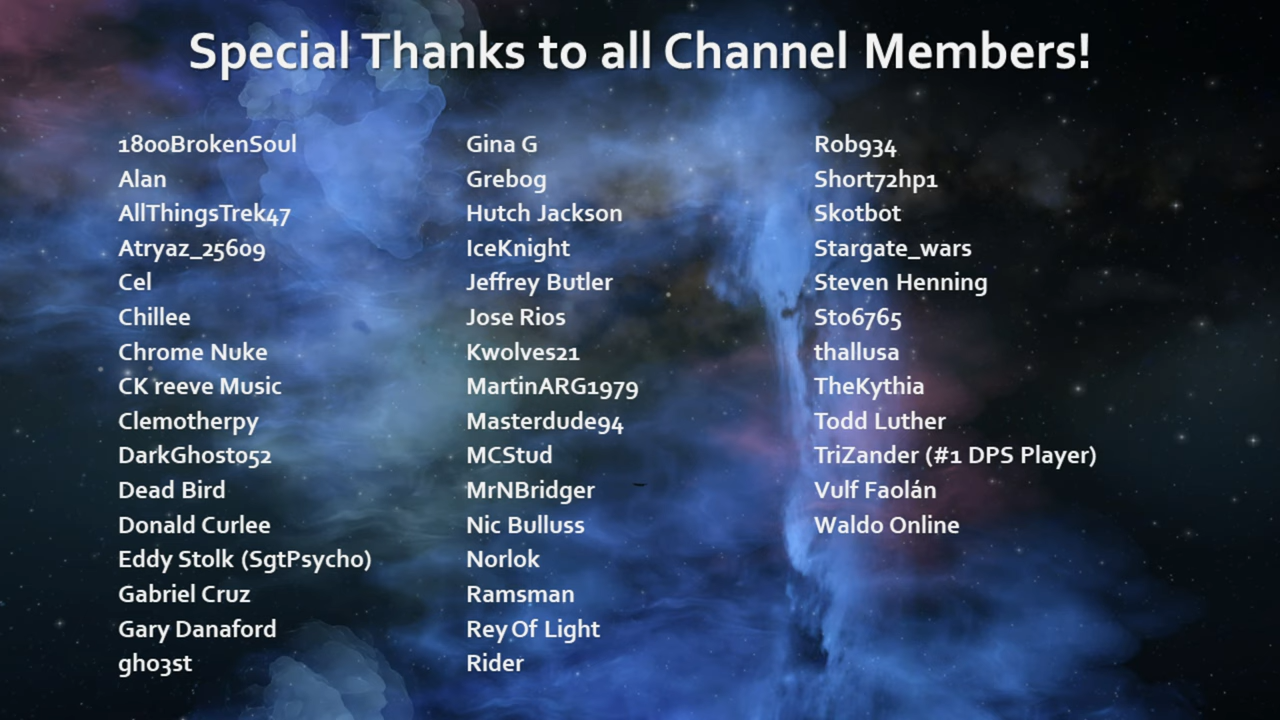 Special Thanks to all Channel Members!
1800BrokenSoul
Alan
AllThingsTrek47
Atryaz_25609
Cel
Chillee
Chrome Nuke
CK reeve Music
Clemotherpy
DarkGhost052
Dead Bird
Donald Curlee
Eddy Stolk (SgtPsycho)
Gabriel Cruz
Gary Danaford
gho3st
Gina G
Grebog
Hutch Jackson
IceKnight
Jeffrey Butler
Jose Rios
Kwolves21
MartinARG1979
Masterdude94
MCStud
MrNBridger
Nic Bulluss
Norlok
Ramsman
Rey Of Light
Rider
Rob934
Short72hp1
Skotbot
Stargate_wars
Steven Henning
Sto6765
thallusa
TheKythia
Todd Luther
TriZander (#1 DPS Player)
Vulf Faolán
Waldo Online